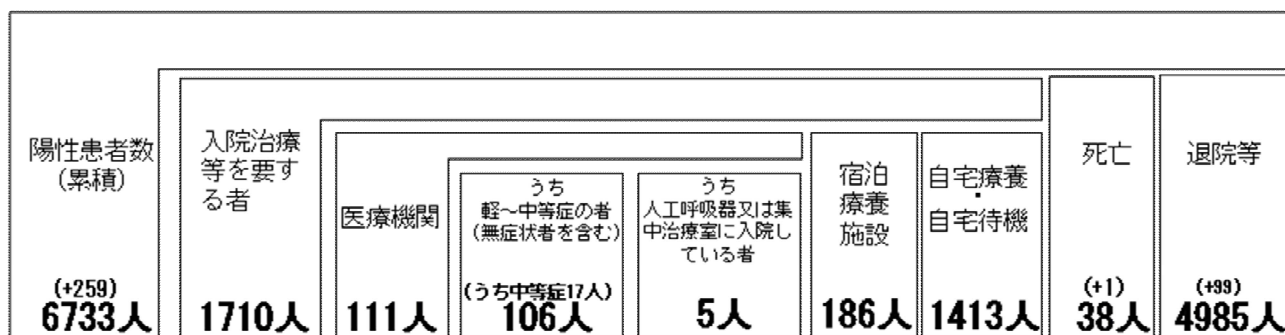 陽性患者数
(累積)
(+259)
6733人
入院治療
等を要す
る者
1710人
医療機関
111人
うち
軽～中等症の者
(無症状者を含む)
(うち中等症17人)
106人
うち
人工呼吸器又は集
中治療室に入院し
ている者
5人
宿泊
療養
施設
186人
自宅療養
・
自宅待機
1413人
死亡
(+1)
38人
退院等
(+99)
4985人